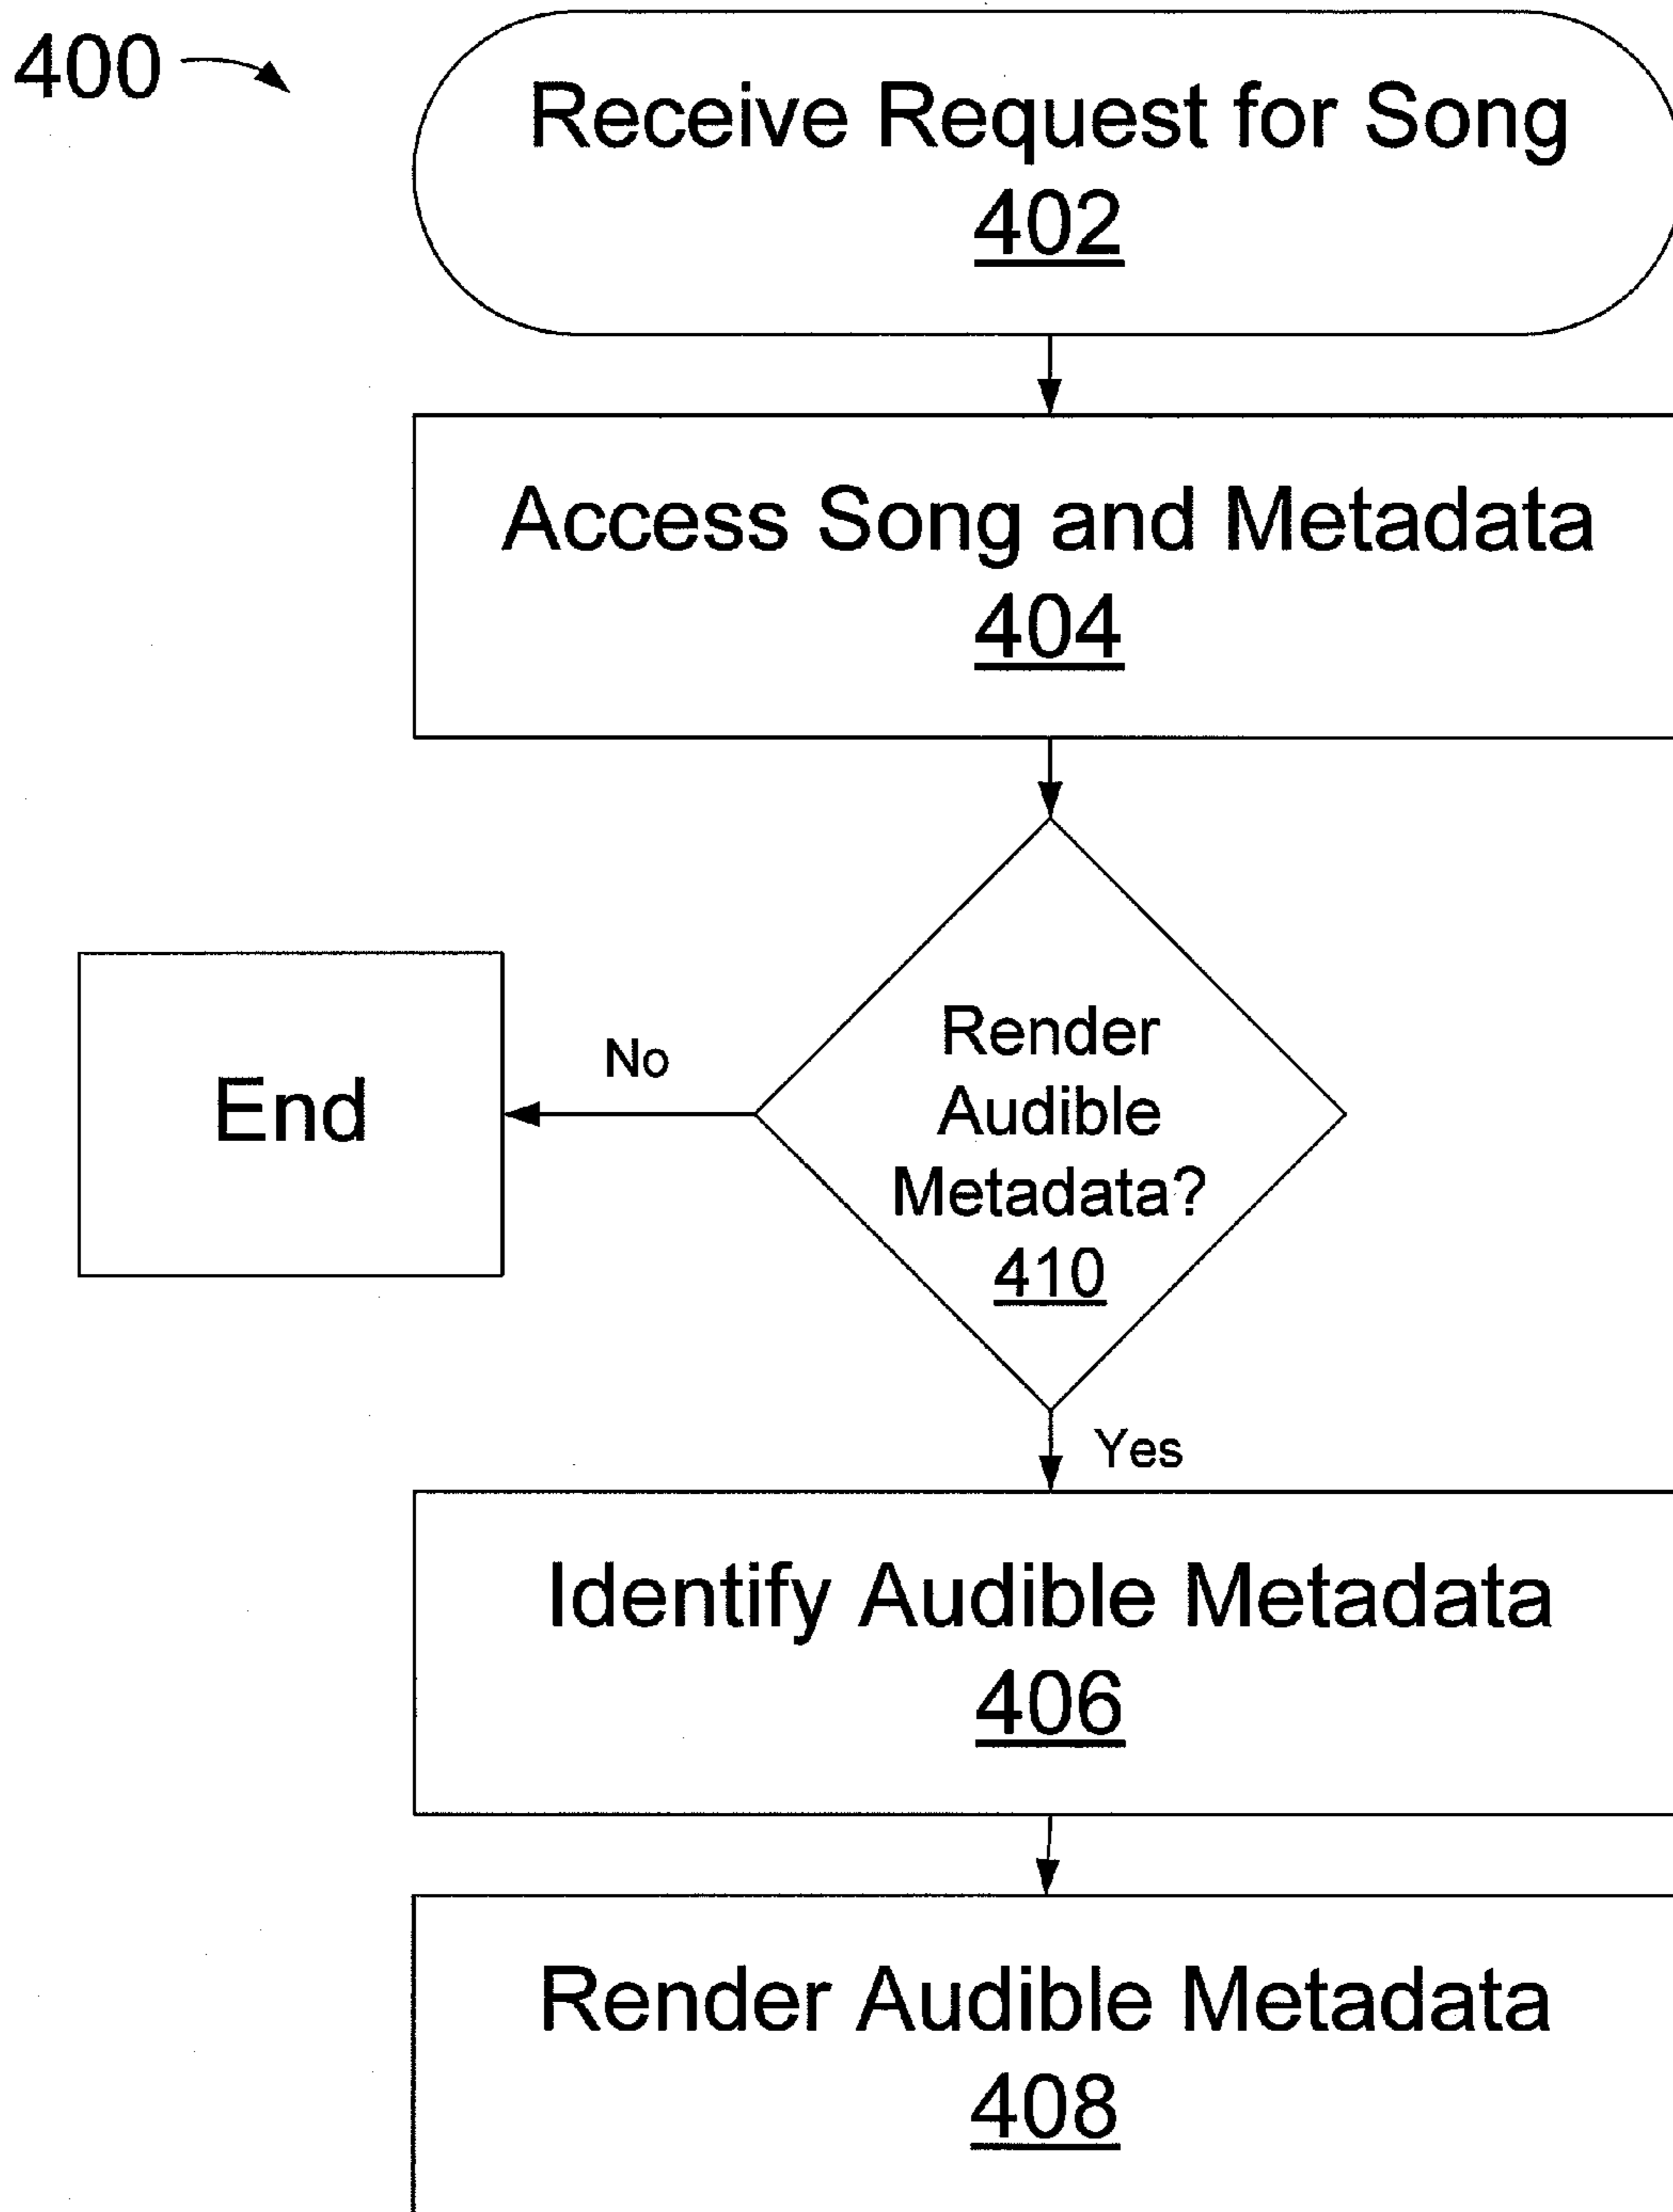 400
Receive Request for Song
402
Access Song and Metadata
404
Render
Audible
Metadata?
410
No
End
Yes
Identify Audible Metadata
406
Render Audible Metadata
408